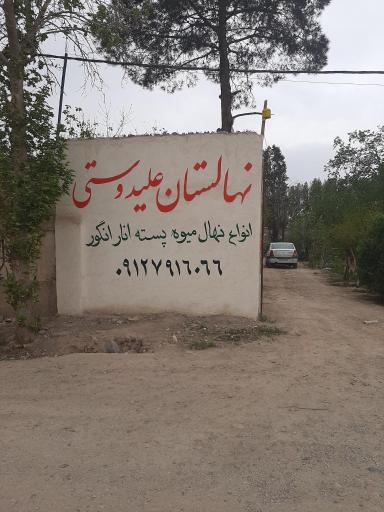 نهالستان علیدوستی
انواع نهال میوه پسته انار انگور
۰۹۱۲۷۹۱۶۰۶۶